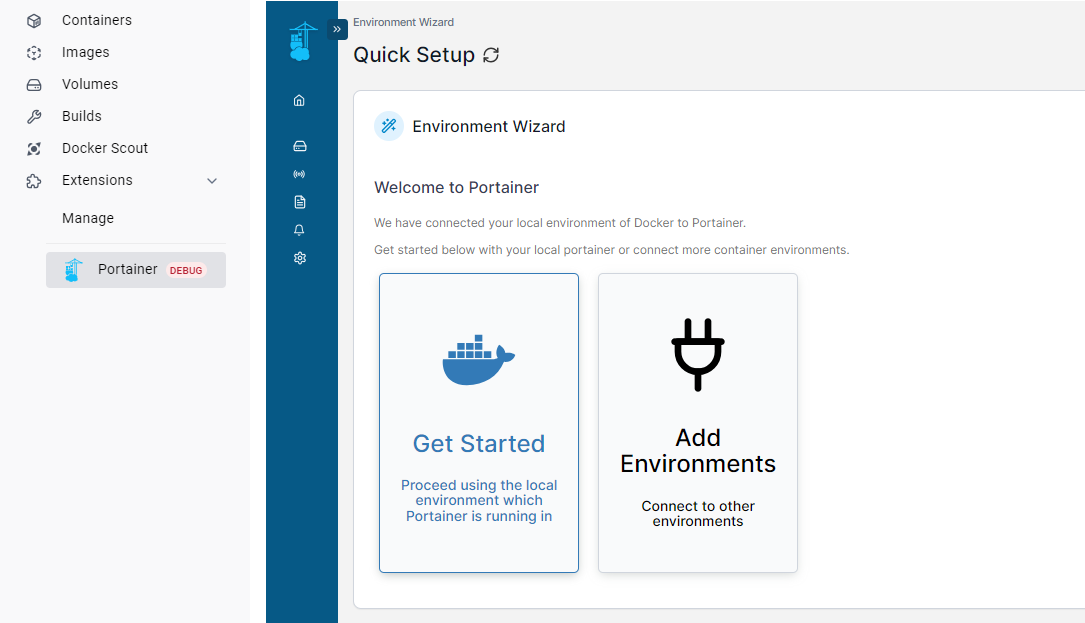 Containers
Images
Volumes
Builds
Docker Scout
Extensions
Manage
Portainer DEBUG
Environment Wizard
Quick Setup
Environment Wizard
Welcome to Portainer
We have connected your local environment of Docker to Portainer.
Get started below with your local portainer or connect more container environments.
Get Started
Proceed using the local
environment which
Portainer is running in
Add
Environments
Connect to other
environments